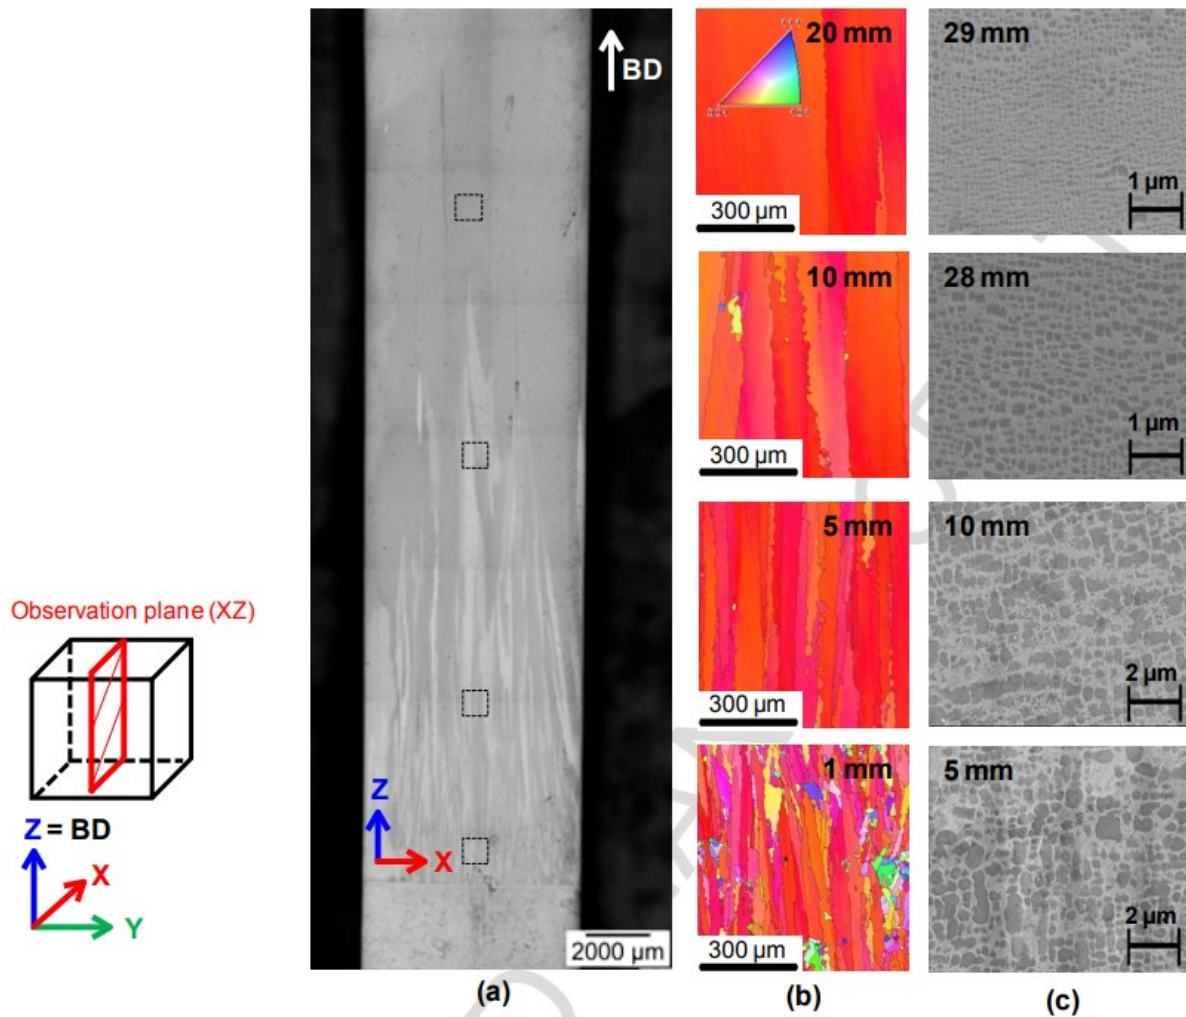 Observation plane (XZ)
Z = BD
X
Y
BD
Z
X
2000 µm
(a)
20 mm
300 µm
10 mm
300 µm
5 mm
300 µm
1 mm
300 µm
(b)
29 mm
1 µm
28 mm
1 µm
10 mm
2 µm
5 mm
2 µm
(c)